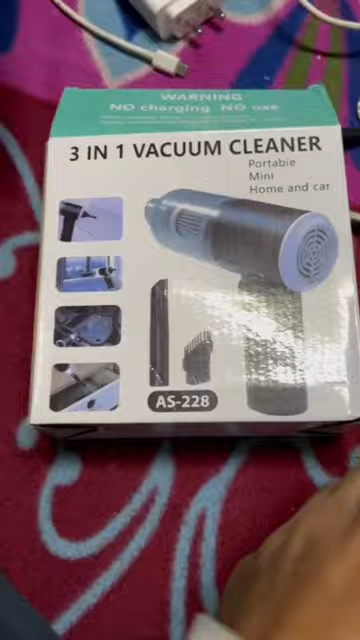 WARNING
NO charging NO use
3 IN 1 VACUUM CLEANER
Portable
Mini
Home and car
AS-228